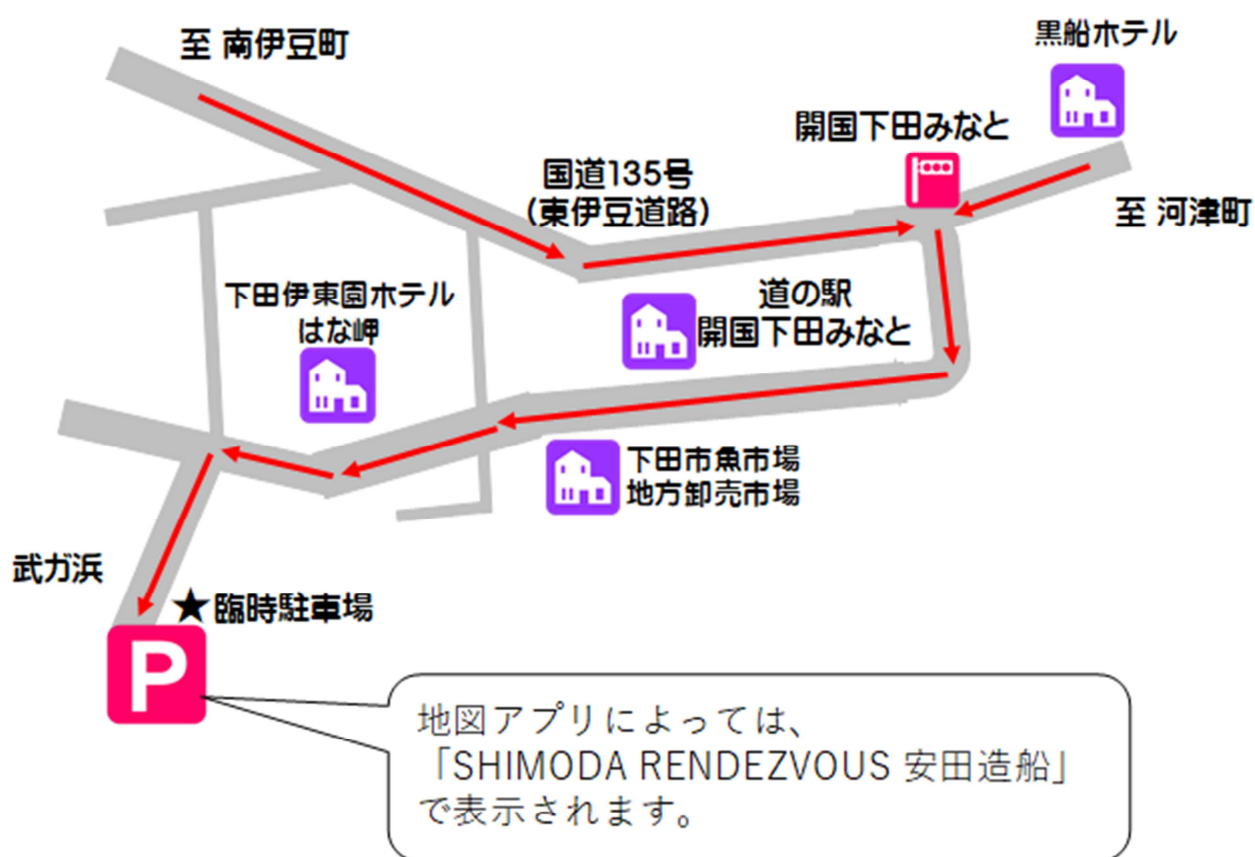 至 南伊豆町
黒船ホテル
開国下田みなと
国道135号
(東伊豆道路)
至 河津町
下田伊東園ホテル
はな岬
道の駅
開国下田みなと
下田市魚市場
地方卸売市場
武ガ浜
★臨時駐車場
P
地図アプリによっては、
「SHIMODA RENDEZVOUS 安田造船」
で表示されます。